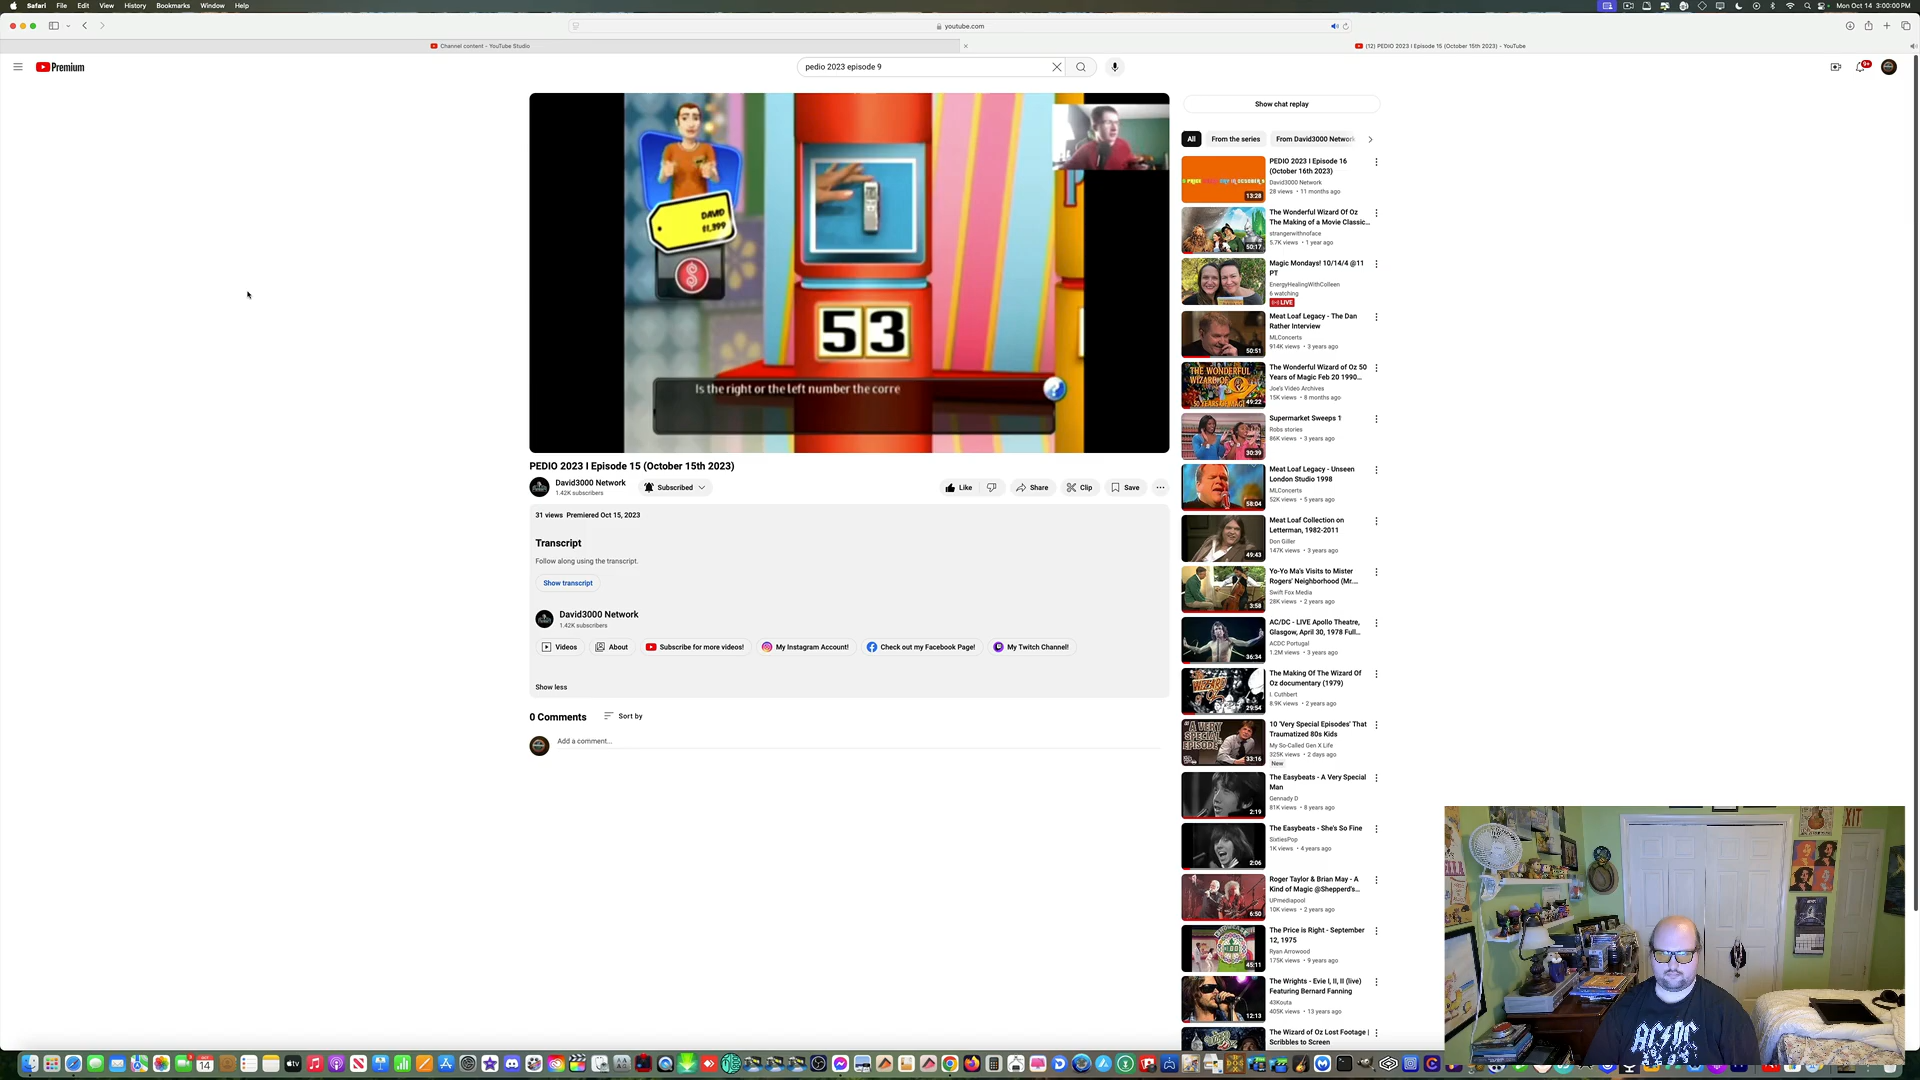 Safari File Edit View History Bookmarks Window Help
Mon Oct 14 3:00:00 PM
youtube.com
Channel content - YouTube Studio
(12) PEDIO 2023 I Episode 15 (October 15th 2023) - YouTube
Premium
pedio 2023 episode 9
9+
DAVID
$1,399
53
Is the right or the left number the corre
PEDIO 2023 I Episode 15 (October 15th 2023)
David3000 Network
1.42K subscribers
Subscribed
Like
Share
Clip
Save
31 views Premiered Oct 15, 2023
Transcript
Follow along using the transcript.
Show transcript
David3000 Network
1.42K subscribers
Videos
About
Subscribe for more videos!
My Instagram Account!
Check out my Facebook Page!
My Twitch Channel!
Show less
0 Comments
Sort by
Add a comment...
Show chat replay
All
From the series
From David3000 Network
PEDIO 2023 I Episode 16
(October 16th 2023)
David3000 Network
28 views • 11 months ago
13:28
The Wonderful Wizard Of Oz
The Making of a Movie Classic...
strangerwithnoface
5.7K views • 1 year ago
50:17
Magic Mondays! 10/14/4 @11
PT
EnergyHealingWithColleen
6 watching
LIVE
Meat Loaf Legacy - The Dan
Rather Interview
MLConcerts
914K views • 3 years ago
50:51
The Wonderful Wizard of Oz 50
Years of Magic Feb 20 1990...
Joe's Video Archives
15K views • 8 months ago
49:22
Supermarket Sweeps 1
Robs stories
86K views • 3 years ago
30:39
Meat Loaf Legacy - Unseen
London Studio 1998
MLConcerts
52K views • 5 years ago
58:04
Meat Loaf Collection on
Letterman, 1982-2011
Don Giller
147K views • 3 years ago
49:43
Yo-Yo Ma's Visits to Mister
Rogers' Neighborhood (Mr....
Swift Fox Media
28K views • 2 years ago
3:58
AC/DC - LIVE Apollo Theatre,
Glasgow, April 30, 1978 Full...
ACDC Portugal
1.2M views • 3 years ago
36:34
The Making Of The Wizard Of
Oz documentary (1979)
I. Cuthbert
8.9K views • 2 years ago
29:54
10 'Very Special Episodes' That
Traumatized 80s Kids
My So-Called Gen X Life
325K views • 2 days ago
New
33:16
The Easybeats - A Very Special
Man
Gennady D
81K views • 8 years ago
2:19
The Easybeats - She's So Fine
SixtiesPop
1K views • 4 years ago
2:06
Roger Taylor & Brian May - A
Kind of Magic @Shepperd's...
UPmediapool
10K views • 2 years ago
6:50
The Price is Right - September
12, 1975
Ryan Arrowood
175K views • 9 years ago
45:11
The Wrights - Evie I, II, II (live)
Featuring Bernard Fanning
43Kouta
405K views • 13 years ago
12:13
The Wizard of Oz Lost Footage |
Scribbles to Screen
AC/DC